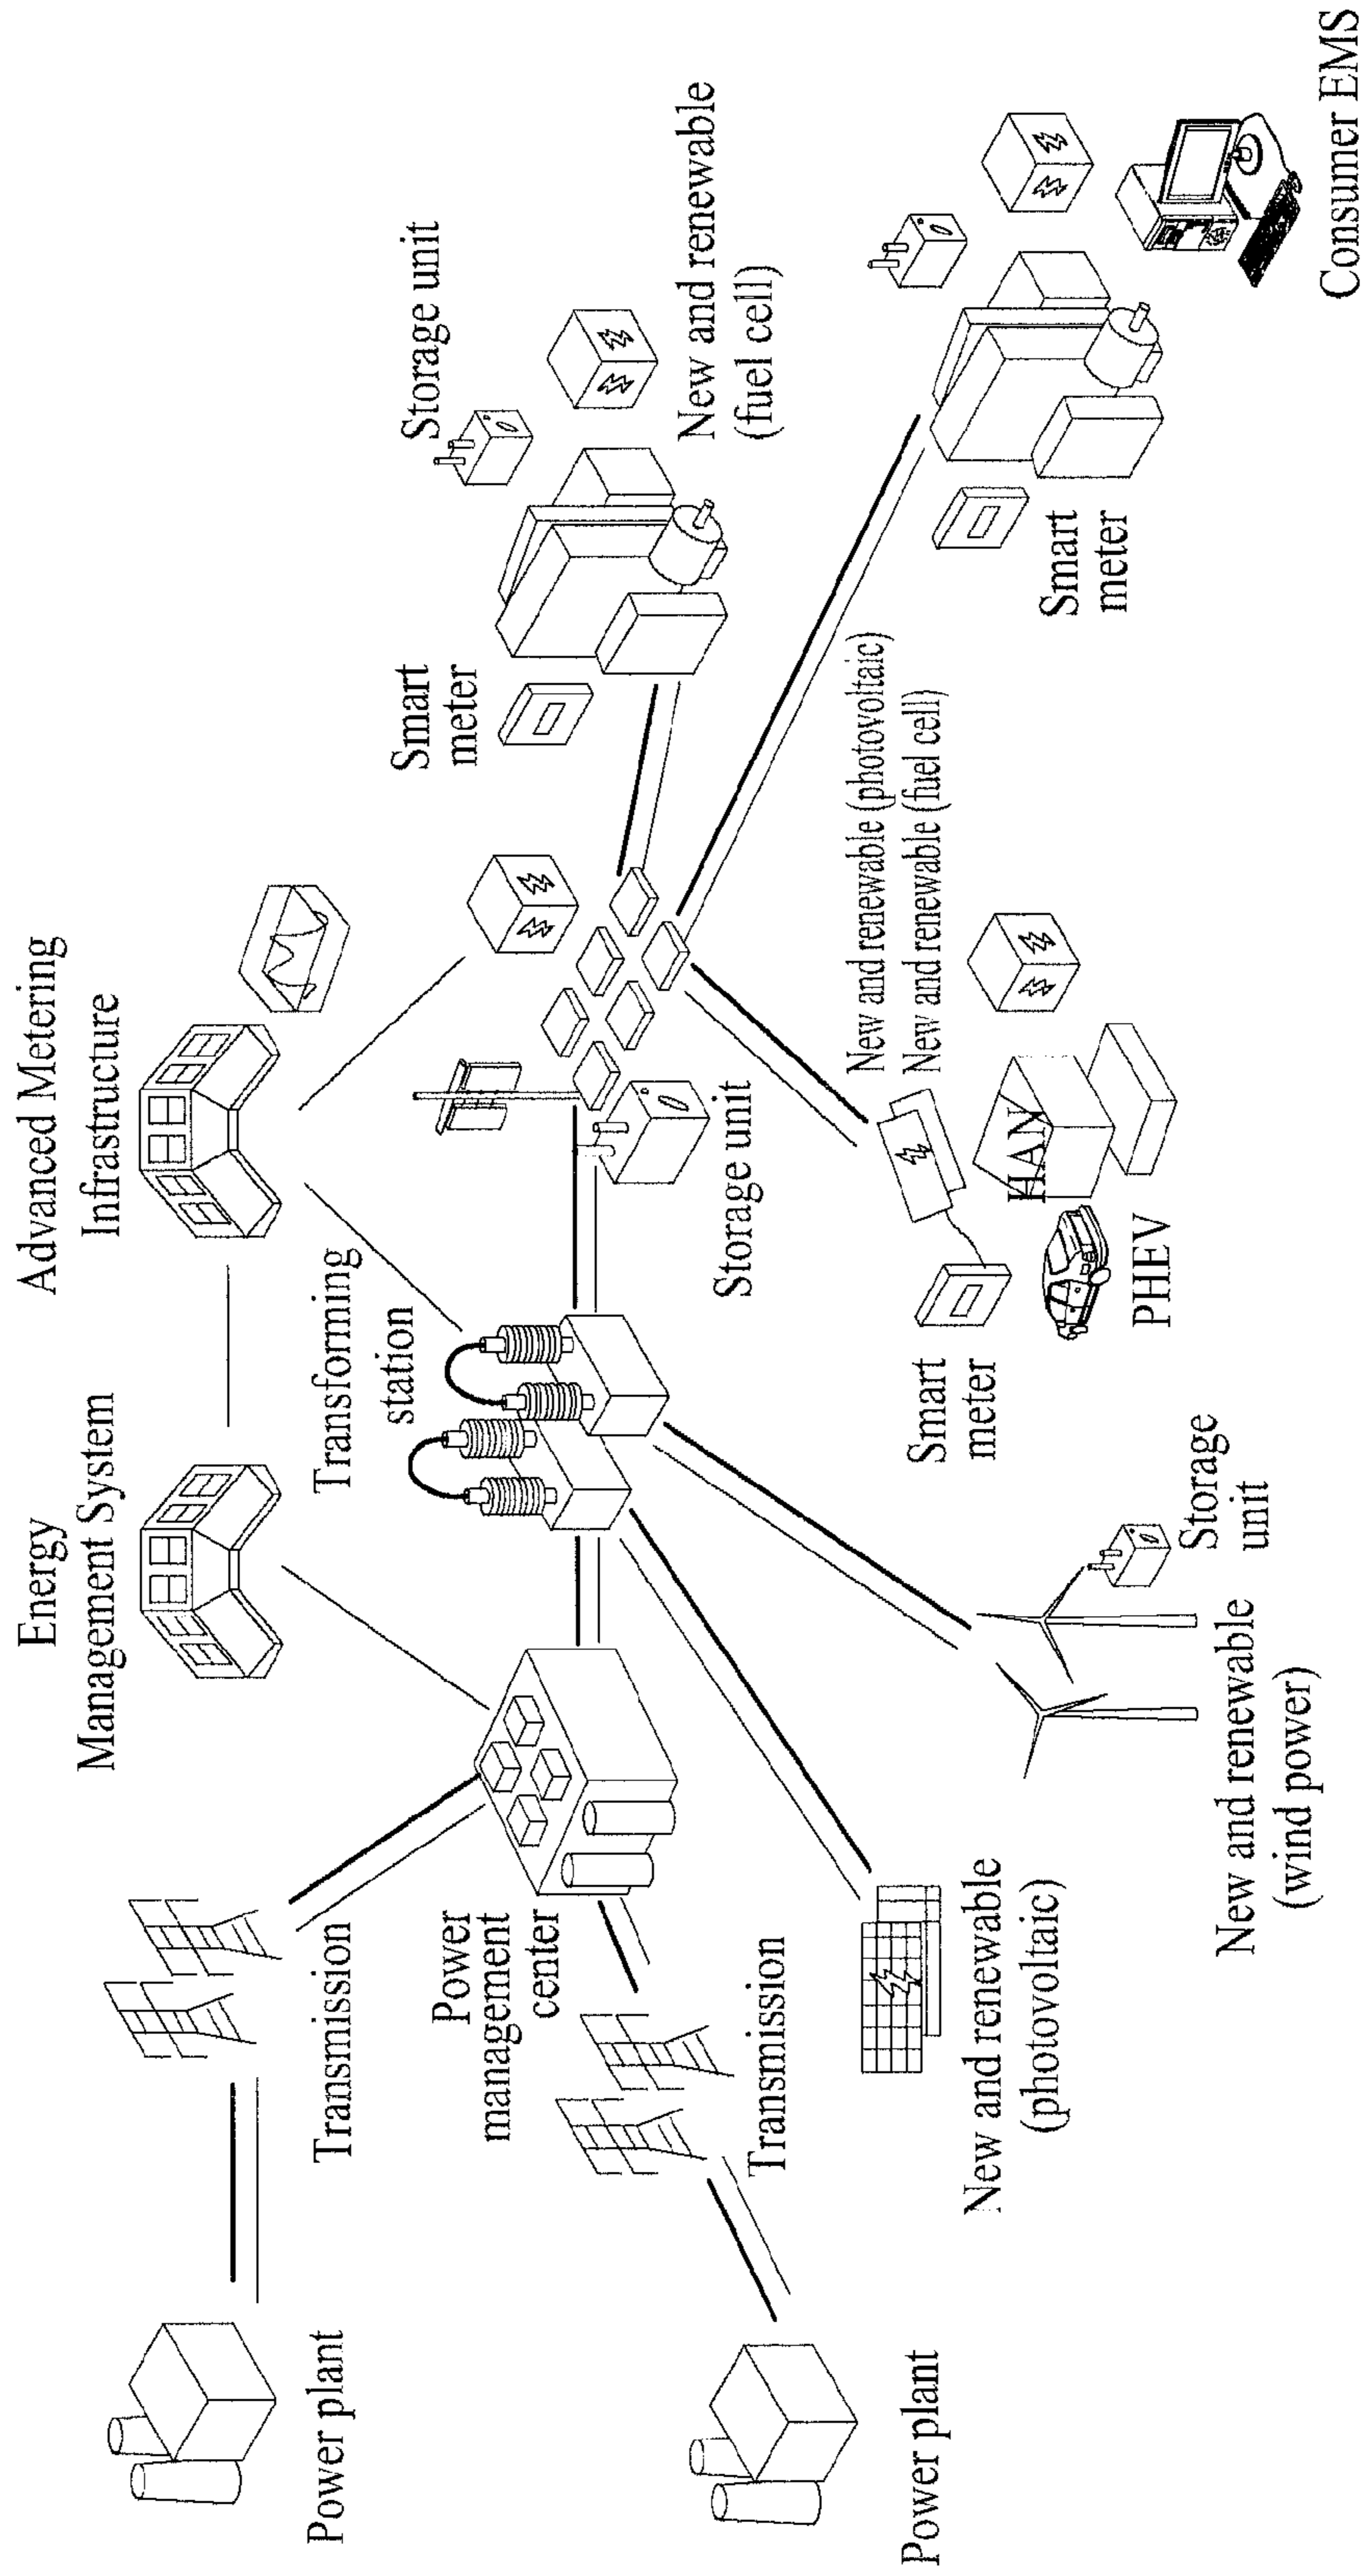 Power plant
Transmission
Energy
Management System
Advanced Metering
Infrastructure
Transforming
station
Power
management
center
Smart
meter
Storage unit
New and renewable
(fuel cell)
Power plant
Transmission
Storage unit
New and renewable
(photovoltaic)
New and renewable
(wind power)
Storage
unit
Smart
meter
PHEV
HAN
New and renewable (photovoltaic)
New and renewable (fuel cell)
Smart
meter
Consumer EMS